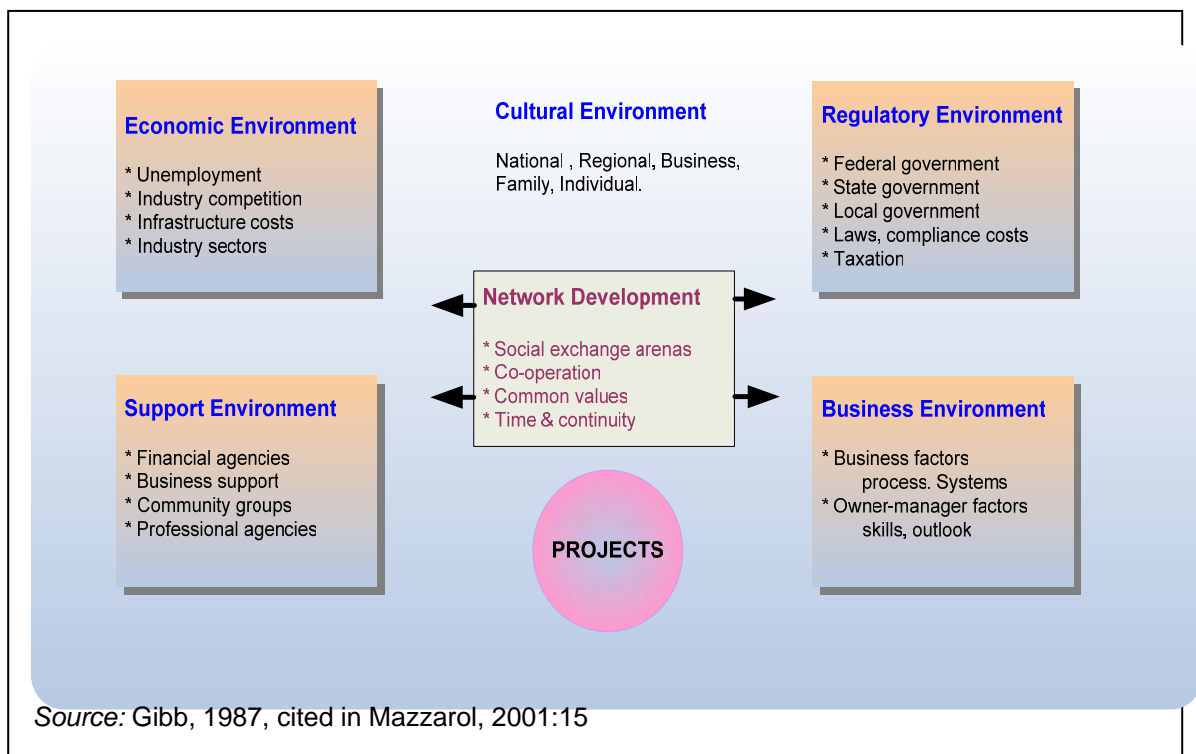 Economic Environment
* Unemployment
* Industry competition
* Infrastructure costs
* Industry sectors
Cultural Environment
National , Regional, Business,
Family, Individual.
Regulatory Environment
* Federal government
* State government
* Local government
* Laws, compliance costs
* Taxation
Network Development
* Social exchange arenas
* Co-operation
* Common values
* Time & continuity
Support Environment
* Financial agencies
* Business support
* Community groups
* Professional agencies
Business Environment
* Business factors
process. Systems
* Owner-manager factors
skills, outlook
PROJECTS
Source: Gibb, 1987, cited in Mazzarol, 2001:15